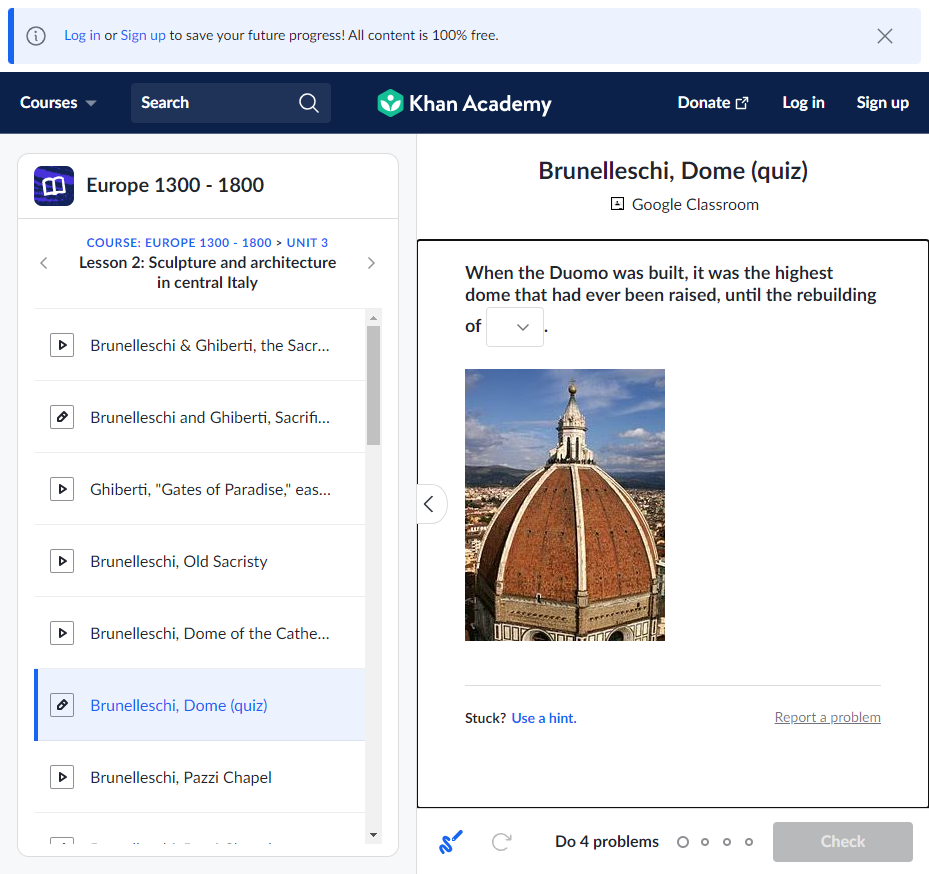 Log in or Sign up to save your future progress! All content is 100% free.
Courses
Search
Khan Academy
Donate
Log in
Sign up
Europe 1300 - 1800
COURSE: EUROPE 1300 - 1800 > UNIT 3
Lesson 2: Sculpture and architecture
in central Italy
Brunelleschi & Ghiberti, the Sacr...
Brunelleschi and Ghiberti, Sacrifi...
Ghiberti, "Gates of Paradise," eas...
Brunelleschi, Old Sacristy
Brunelleschi, Dome of the Cathe...
Brunelleschi, Dome (quiz)
Brunelleschi, Pazzi Chapel
Brunelleschi, Dome (quiz)
Google Classroom
When the Duomo was built, it was the highest
dome that had ever been raised, until the rebuilding
of .
Stuck? Use a hint.
Report a problem
Do 4 problems
Check